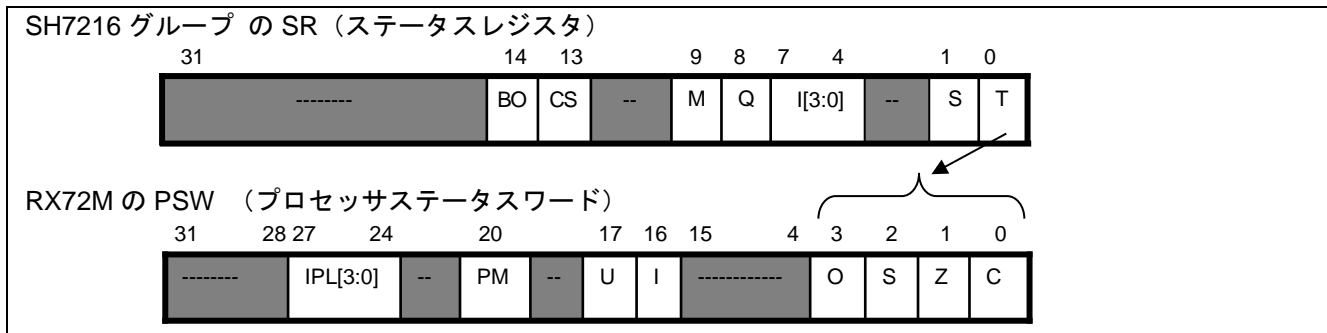 SH7216 グループ の SR（ステータスレジスタ）
31 14 13 9 8 7 4 1 0
-------- BO CS -- M Q I[3:0] -- S T
RX72M の PSW （プロセッサステータスワード）
31 28 27 24 20 17 16 15 4 3 2 1 0
-------- IPL[3:0] -- PM -- U I ------------ O S Z C